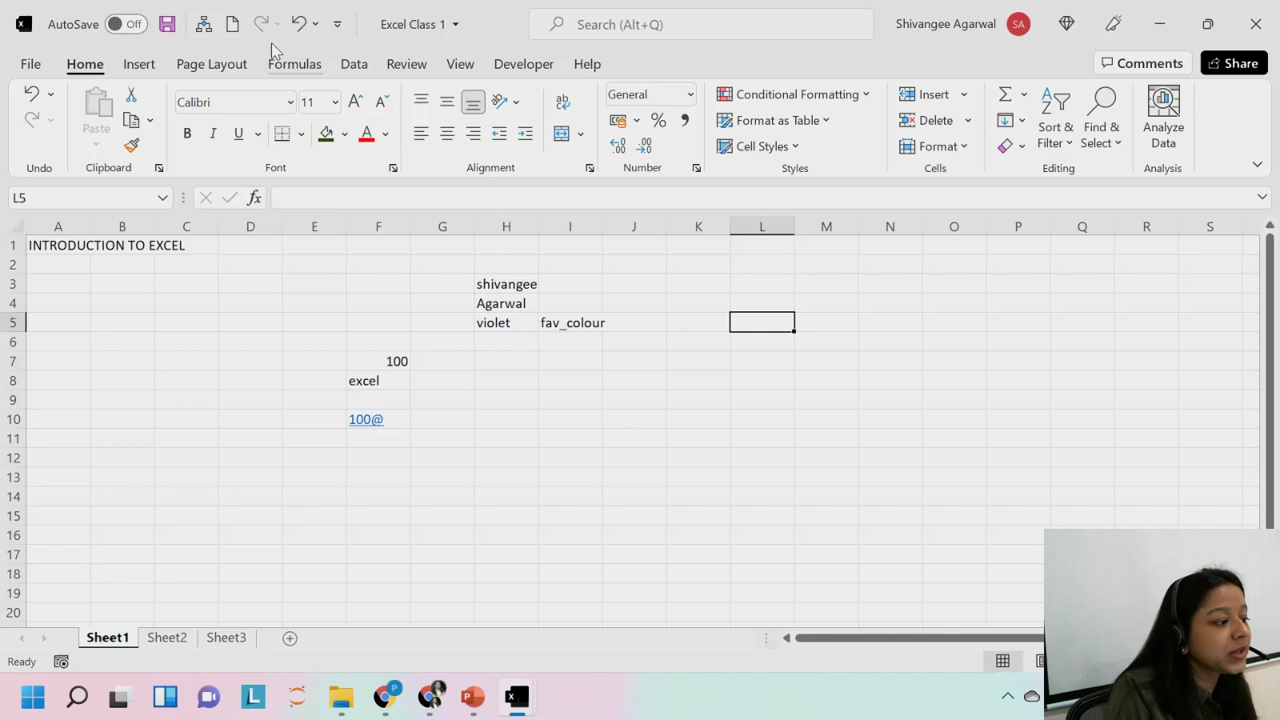 AutoSave Off Excel Class 1 Search (Alt+Q) Shivangee Agarwal SA
File Home Insert Page Layout Formulas Data Review View Developer Help Comments Share
Calibri 11 General Conditional Formatting Insert
Paste Format as Table Delete Sort & Filter Find & Select Analyze Data
B I U A % , Cell Styles Format
Undo Clipboard Font Alignment Number Styles Cells Editing Analysis
L5 fx
A B C D E F G H I J K L M N O P Q R S
1 INTRODUCTION TO EXCEL
2
3 shivangee
4 Agarwal
5 violet fav_colour
6
7 100
8 excel
9
10 100@
11
12
13
14
15
16
17
18
19
20
Sheet1 Sheet2 Sheet3
Ready